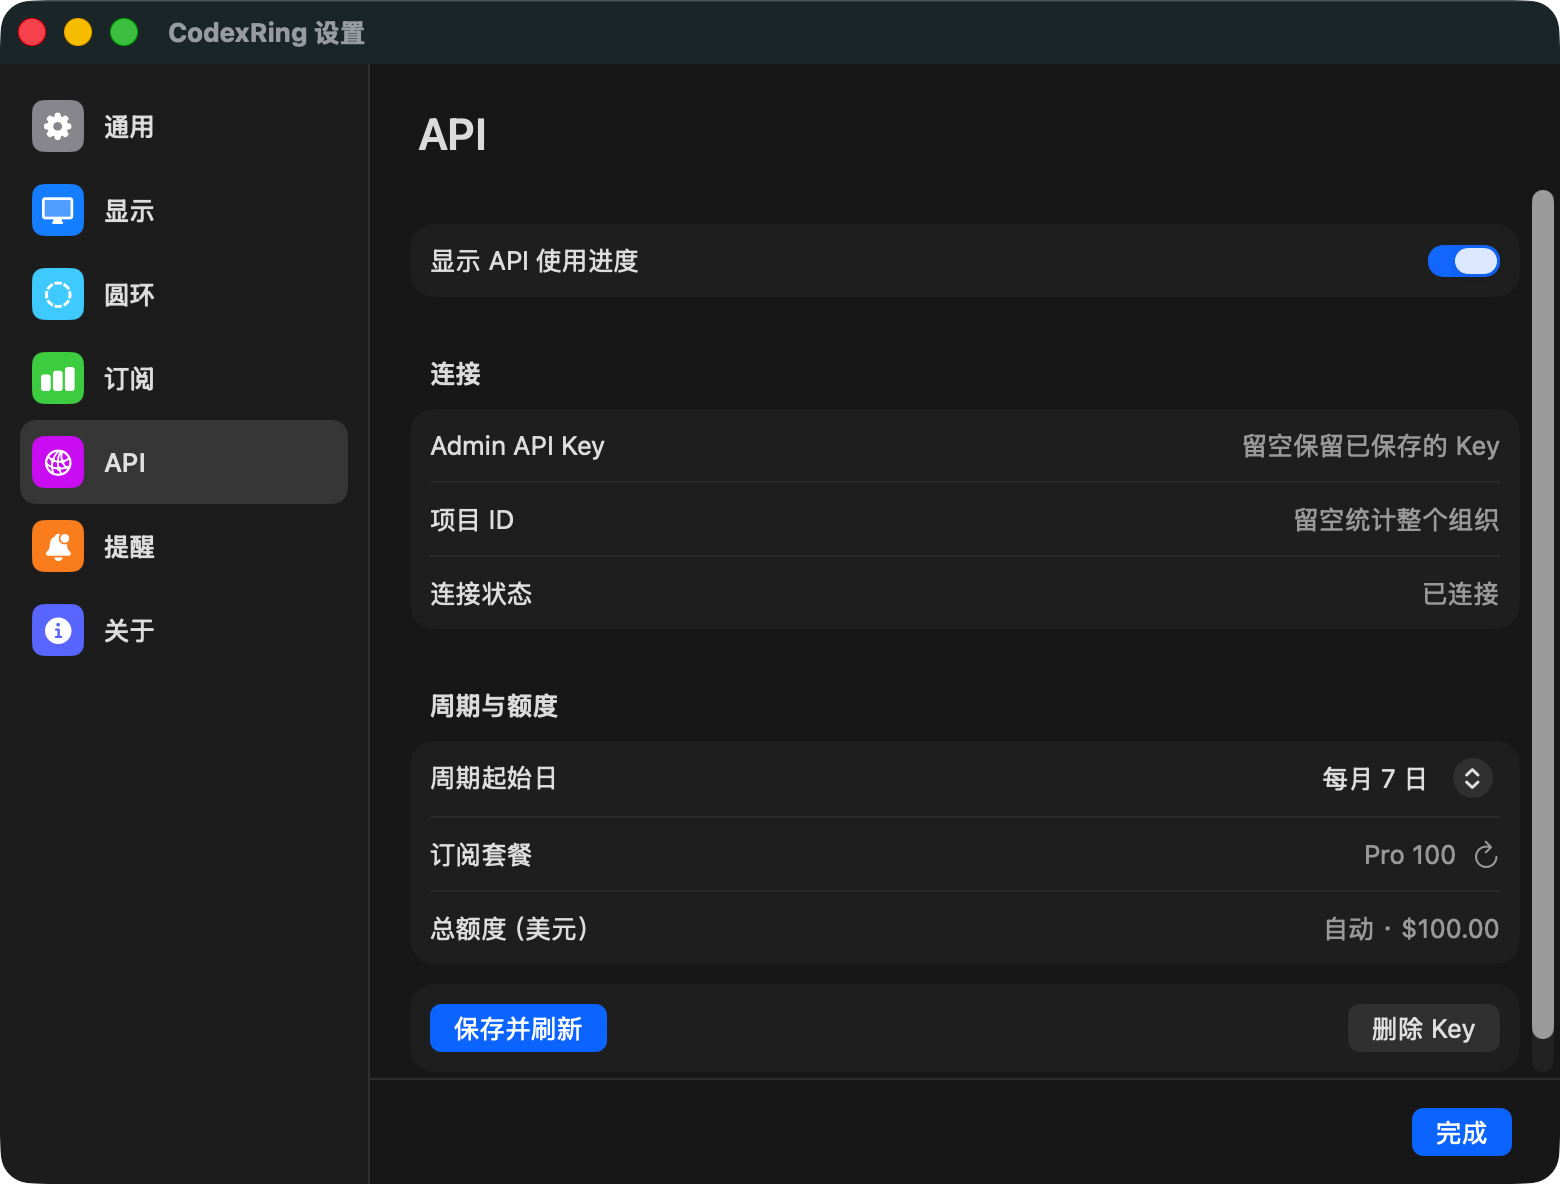 CodexRing 设置
通用
显示
圆环
订阅
API
提醒
关于
API
显示 API 使用进度
连接
Admin API Key 留空保留已保存的 Key
项目 ID 留空统计整个组织
连接状态 已连接
周期与额度
周期起始日 每月 7 日
订阅套餐 Pro 100
总额度 (美元) 自动 · $100.00
保存并刷新 删除 Key
完成